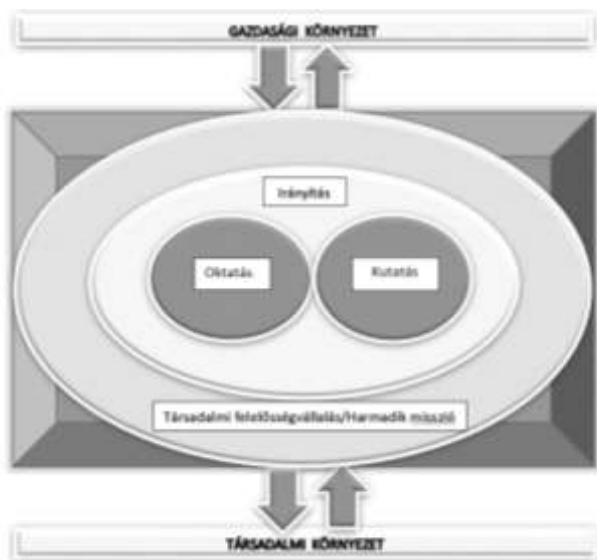 GAZDASÁGI KÖRNYEZET
Irányítás
Oktatás
Kutatás
Társadalmi felelősségvállalás/Harmadik misszió
TÁRSADALMI KÖRNYEZET